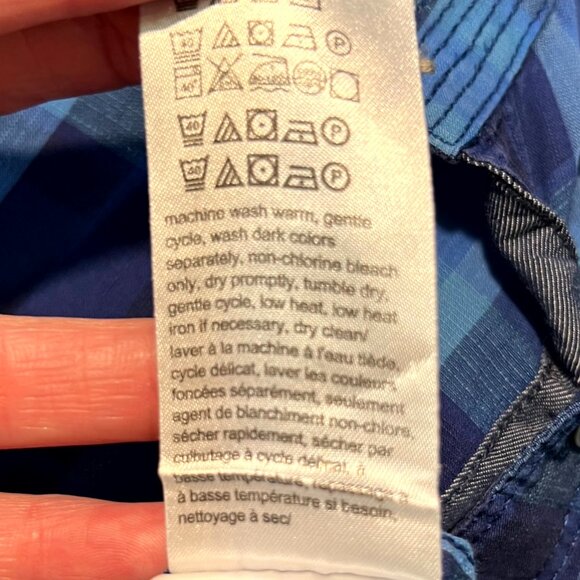 40
machine wash warm, gentle
cycle, wash dark colors
separately, non-chlorine bleach
only, dry promptly, tumble dry,
gentle cycle, low heat, low heat
iron if necessary, dry clean/
laver à la machine à l'eau tiède,
cycle délicat, laver les couleurs
foncées séparément, seulement
agent de blanchiment non-chlore,
sécher rapidement, sécher par
culbutage à cycle délicat, à
basse température, repassage à
à basse température si besoin,
nettoyage à sec/